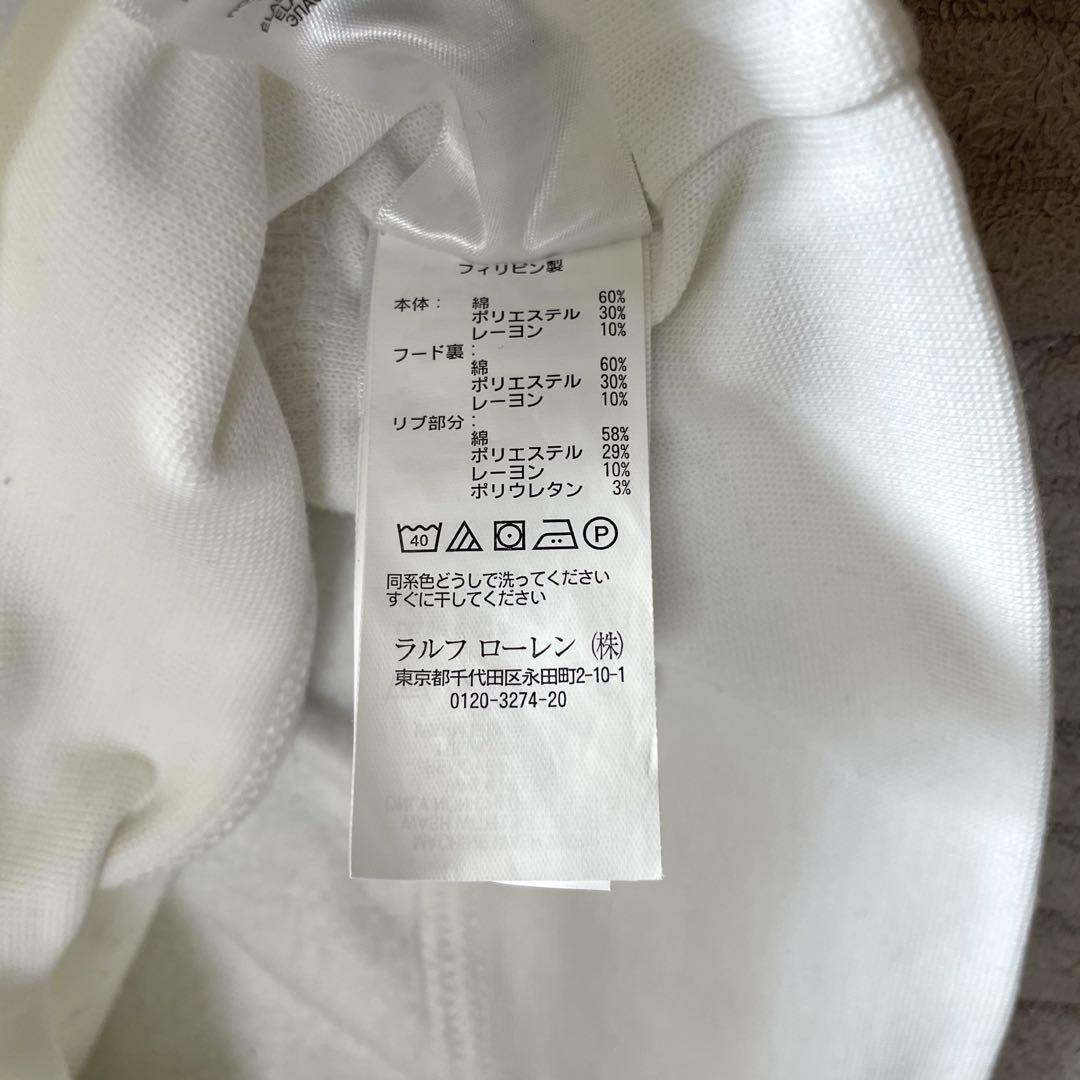 フィリピン製
本体： 綿 60%
ポリエステル 30%
レーヨン 10%
フード裏：
綿 60%
ポリエステル 30%
レーヨン 10%
リブ部分：
綿 58%
ポリエステル 29%
レーヨン 10%
ポリウレタン 3%
40 P
同系色どうしで洗ってください
すぐに干してください
ラルフ ローレン（株）
東京都千代田区永田町2-10-1
0120-3274-20